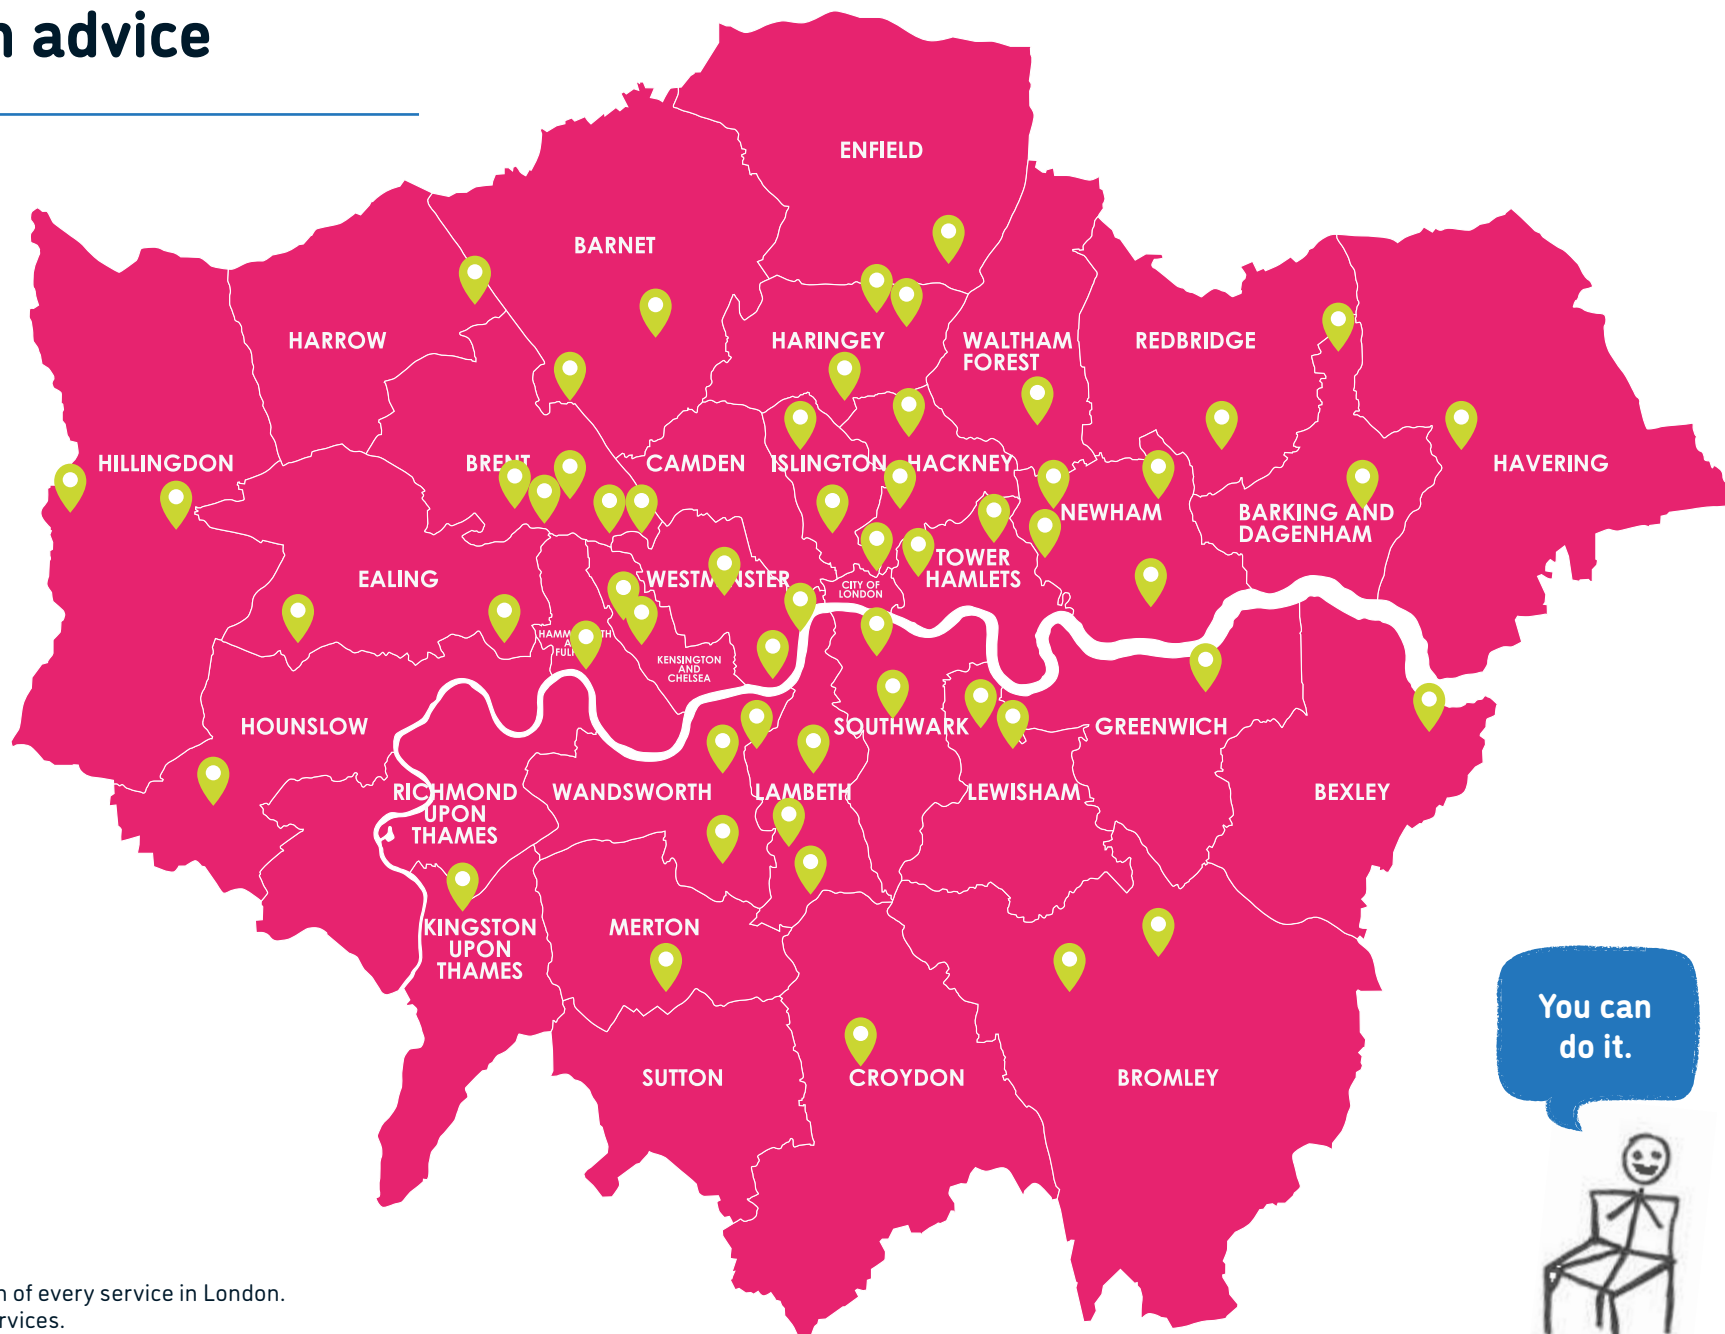 advice
ENFIELD
BARNET
HARROW
HARINGEY
WALTHAM
FOREST
REDBRIDGE
HILLINGDON
BRENT
CAMDEN
ISLINGTON
HACKNEY
HAVERING
NEWHAM
BARKING AND
DAGENHAM
EALING
WESTMINSTER
CITY OF
LONDON
TOWER
HAMLETS
KENSINGTON
AND
CHELSEA
HOUNSLOW
SOUTHWARK
GREENWICH
RICHMOND
UPON
THAMES
WANDSWORTH
LAMBETH
LEWISHAM
BEXLEY
KINGSTON
UPON
THAMES
MERTON
SUTTON
CROYDON
BROMLEY
You can
do it.
of every service in London.